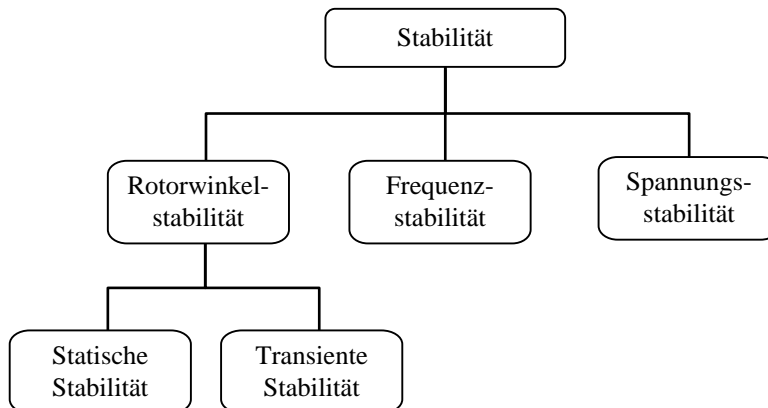 Stabilität
Rotorwinkel-
stabilität
Frequenz-
stabilität
Spannungs-
stabilität
Statische
Stabilität
Transiente
Stabilität